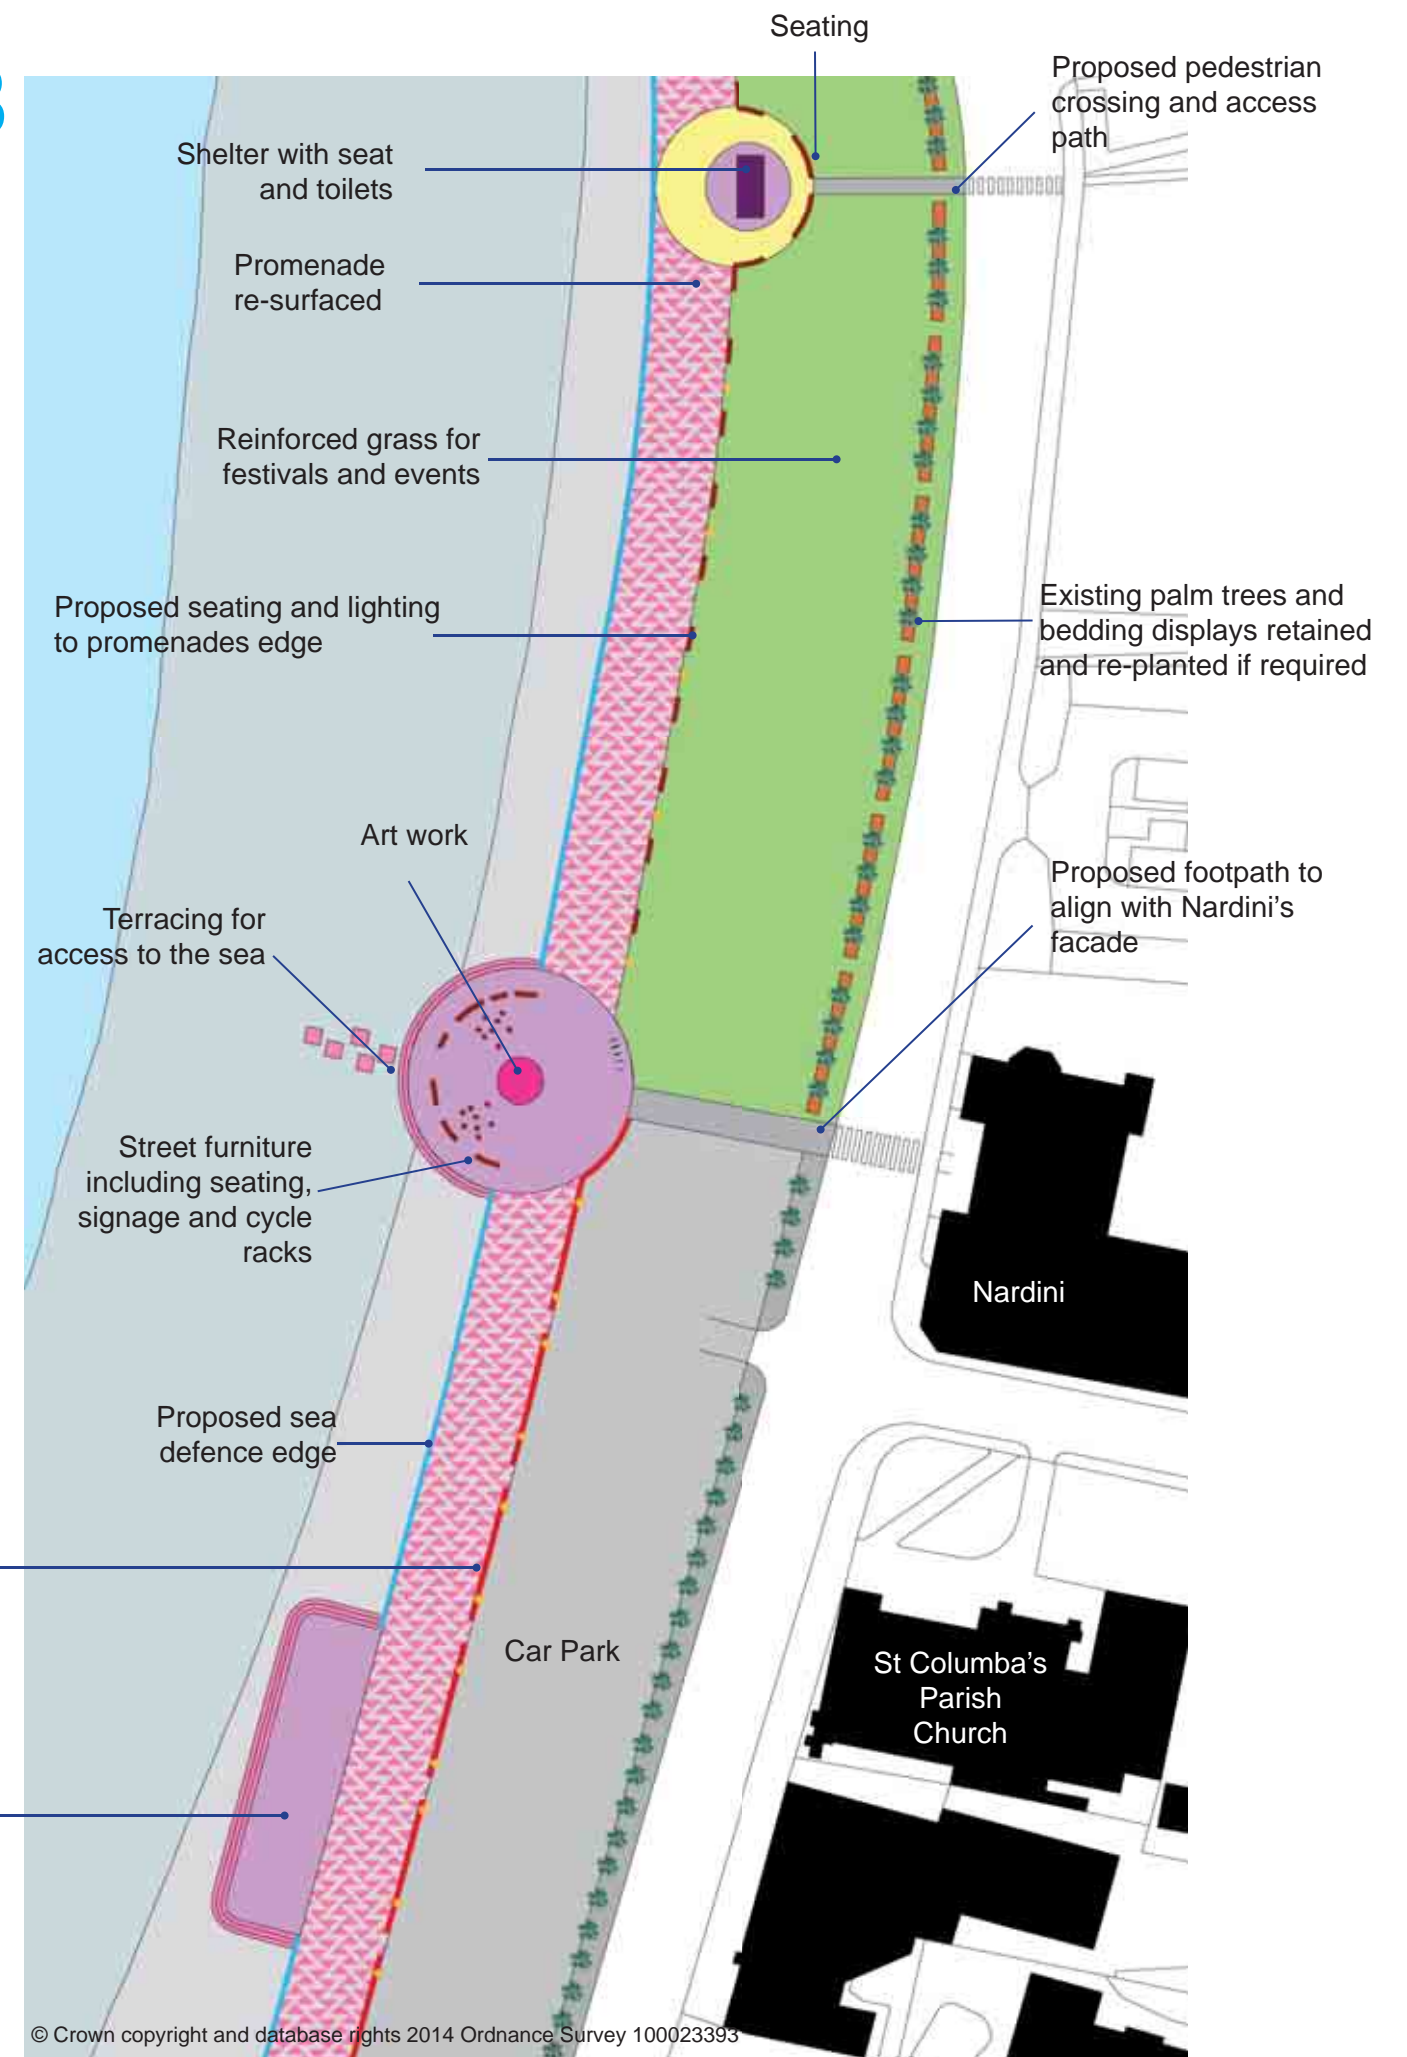 Seating
Proposed pedestrian
crossing and access
path
Shelter with seat
and toilets
Promenade
re-surfaced
Reinforced grass for
festivals and events
Proposed seating and lighting
to promenades edge
Existing palm trees and
bedding displays retained
and re-planted if required
Art work
Proposed footpath to
align with Nardini's
facade
Terracing for
access to the sea
Street furniture
including seating,
signage and cycle
racks
Nardini
Proposed sea
defence edge
Car Park
St Columba's
Parish
Church
© Crown copyright and database rights 2014 Ordnance Survey 100023393